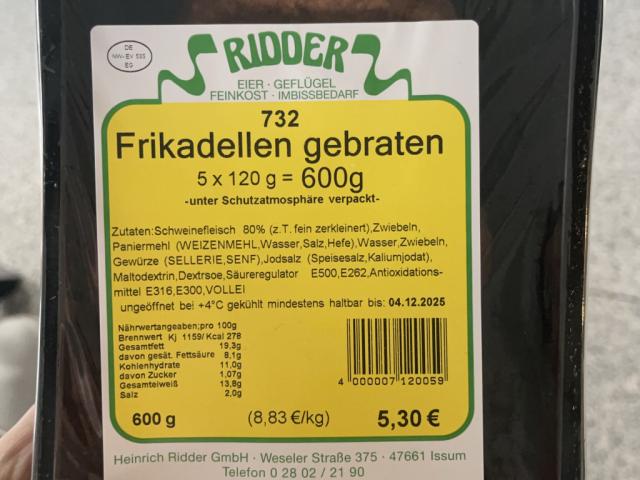 DE
NW-EV 535
EG
RIDDER
EIER · GEFLÜGEL
FEINKOST · IMBISSBEDARF
732
Frikadellen gebraten
5 x 120 g = 600g
-unter Schutzatmosphäre verpackt-
Zutaten:Schweinefleisch 80% (z.T. fein zerkleinert),Zwiebeln,
Paniermehl (WEIZENMEHL,Wasser,Salz,Hefe),Wasser,Zwiebeln,
Gewürze (SELLERIE,SENF),Jodsalz (Speisesalz,Kaliumjodat),
Maltodextrin,Dextrsoe,Säureregulator E500,E262,Antioxidations-
mittel E316,E300,VOLLEI
ungeöffnet bei +4°C gekühlt mindestens haltbar bis: 04.12.2025
Nährwertangeaben;pro 100g
Brennwert Kj 1159/Kcal 278
Gesamtfett 19,3g
davon gesät. Fettsäure 8,1g
Kohlenhydrate 11,0g
davon Zucker 1,07g
Gesamteiweiß 13,8g
Salz 2,0g
4 000007 120059
600 g (8,83 €/kg) 5,30 €
Heinrich Ridder GmbH · Weseler Straße 375 · 47661 Issum
Telefon 0 28 02 / 21 90